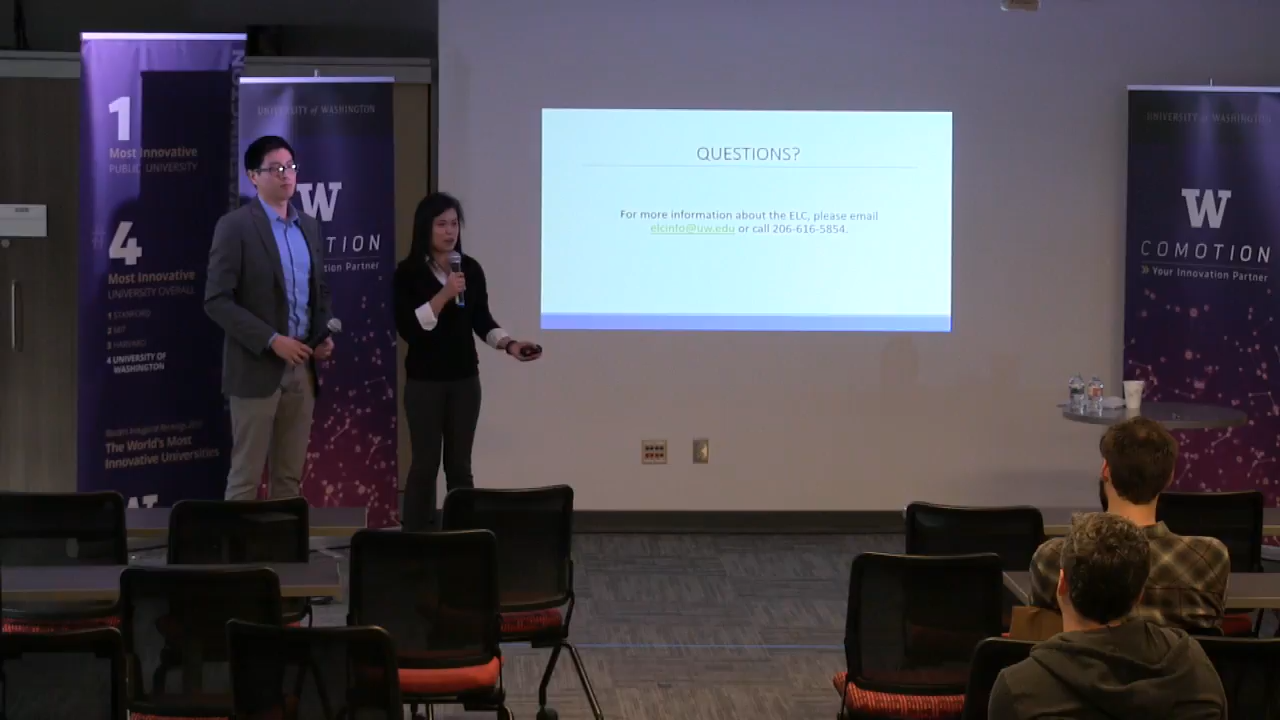 1
Most Innovative
PUBLIC UNIVERSITY
#4
Most Innovative
UNIVERSITY OVERALL
1 STANFORD
2 MIT
3 HARVARD
4 UNIVERSITY OF
WASHINGTON
The World's Most
Innovative Universities
W
UNIVERSITY of WASHINGTON
W
OTION
tion Partner
QUESTIONS?
For more information about the ELC, please email
elcinfo@uw.edu or call 206-616-5854.
UNIVERSITY of WASHINGTON
W
COMOTION
» Your Innovation Partner